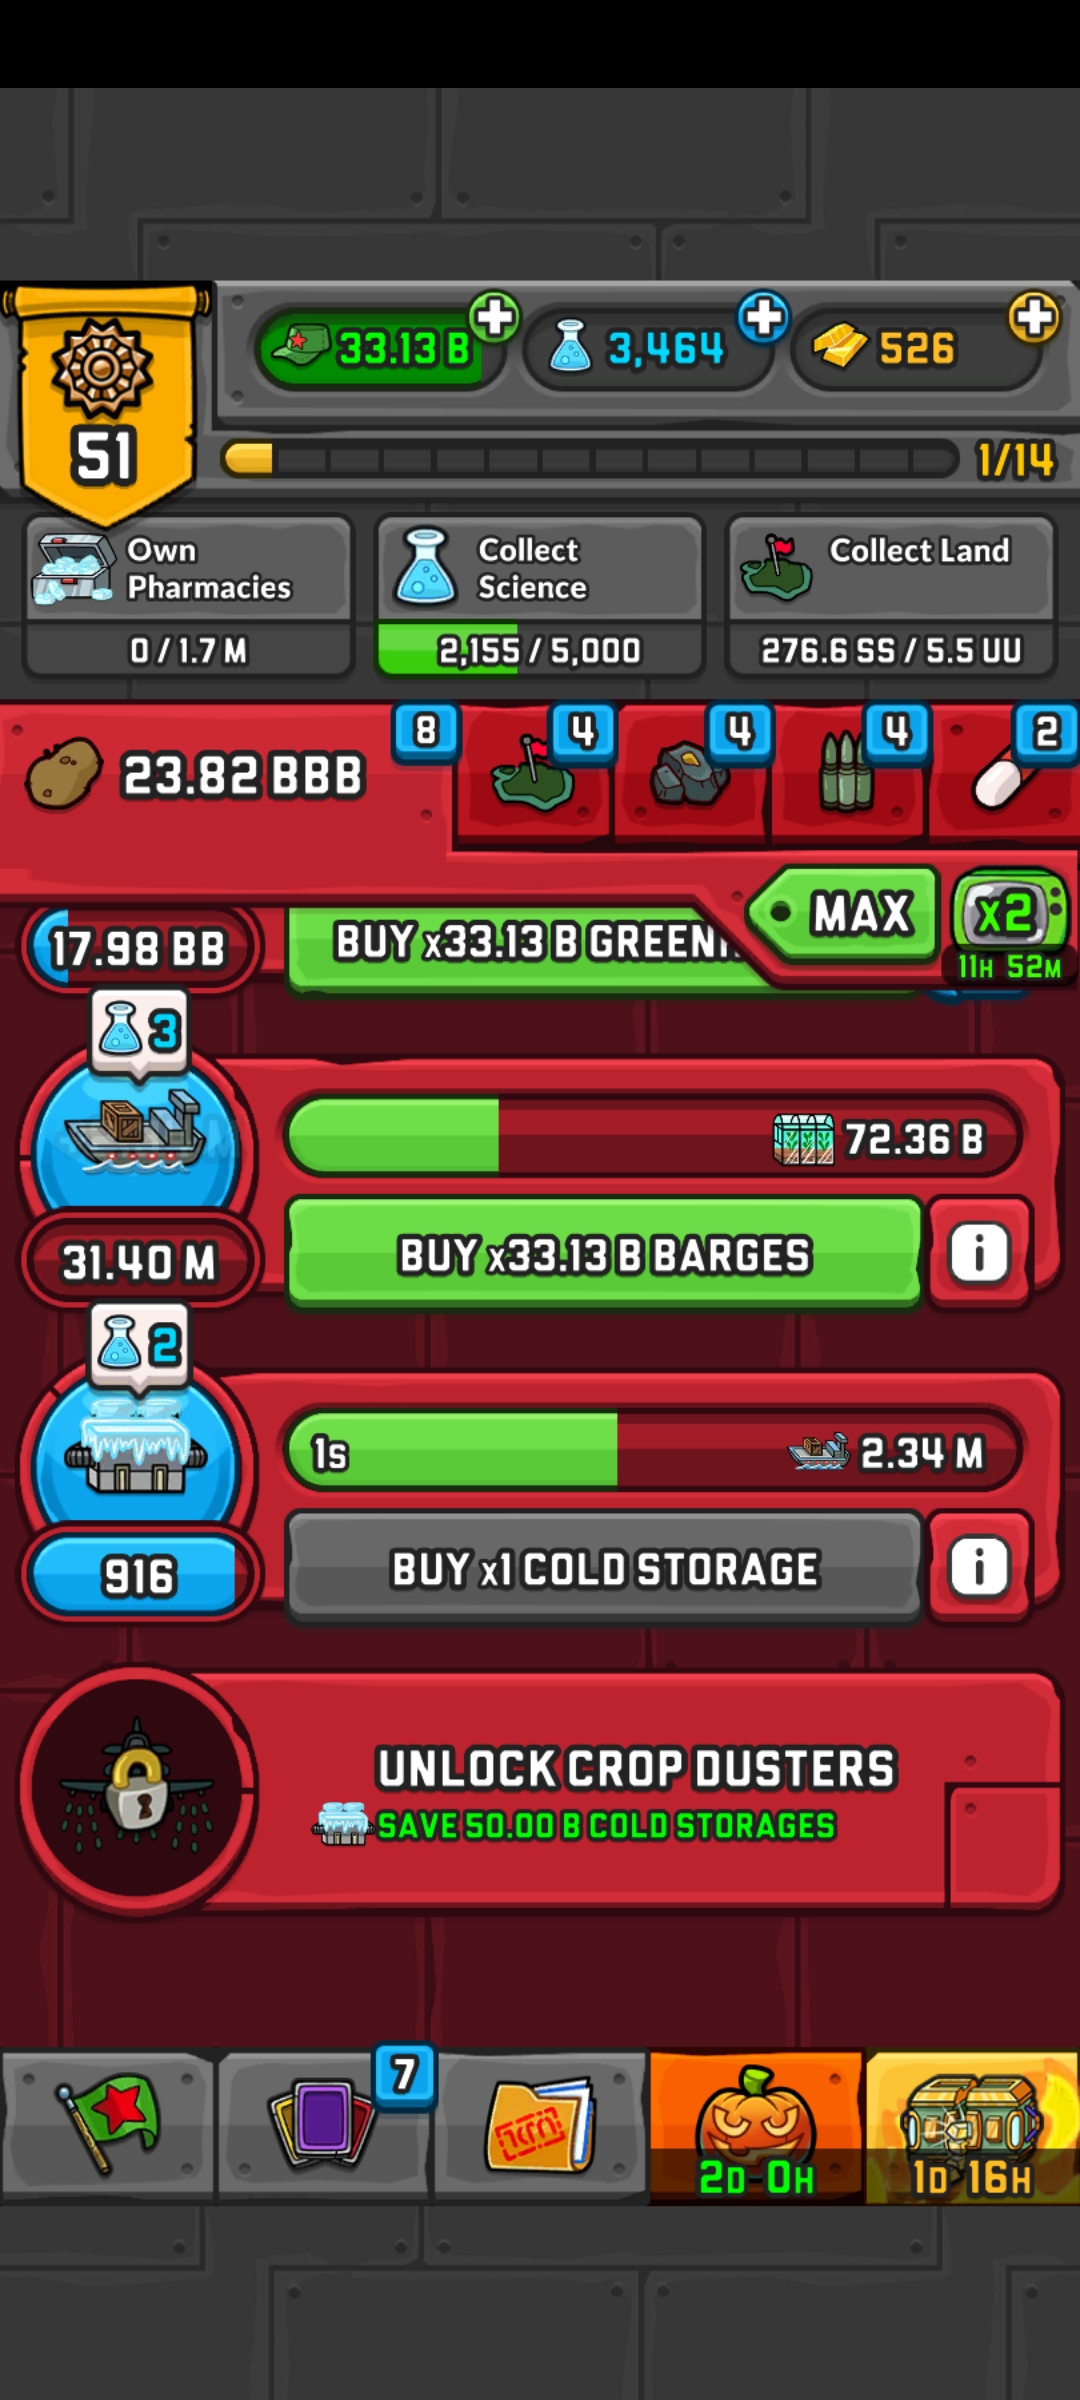 33.13 B
3,464
526
51
1/14
Own
Pharmacies
0 / 1.7 M
Collect
Science
2,155 / 5,000
Collect Land
276.6 SS / 5.5 UU
23.82 BBB
8
4
4
4
2
MAX
x2
11H 52M
17.98 BB
BUY x33.13 B GREEN
3
72.36 B
31.40 M
BUY x33.13 B BARGES
i
2
1s
2.34 M
916
BUY x1 COLD STORAGE
i
UNLOCK CROP DUSTERS
SAVE 50.00 B COLD STORAGES
7
2D 0H
1D 16H